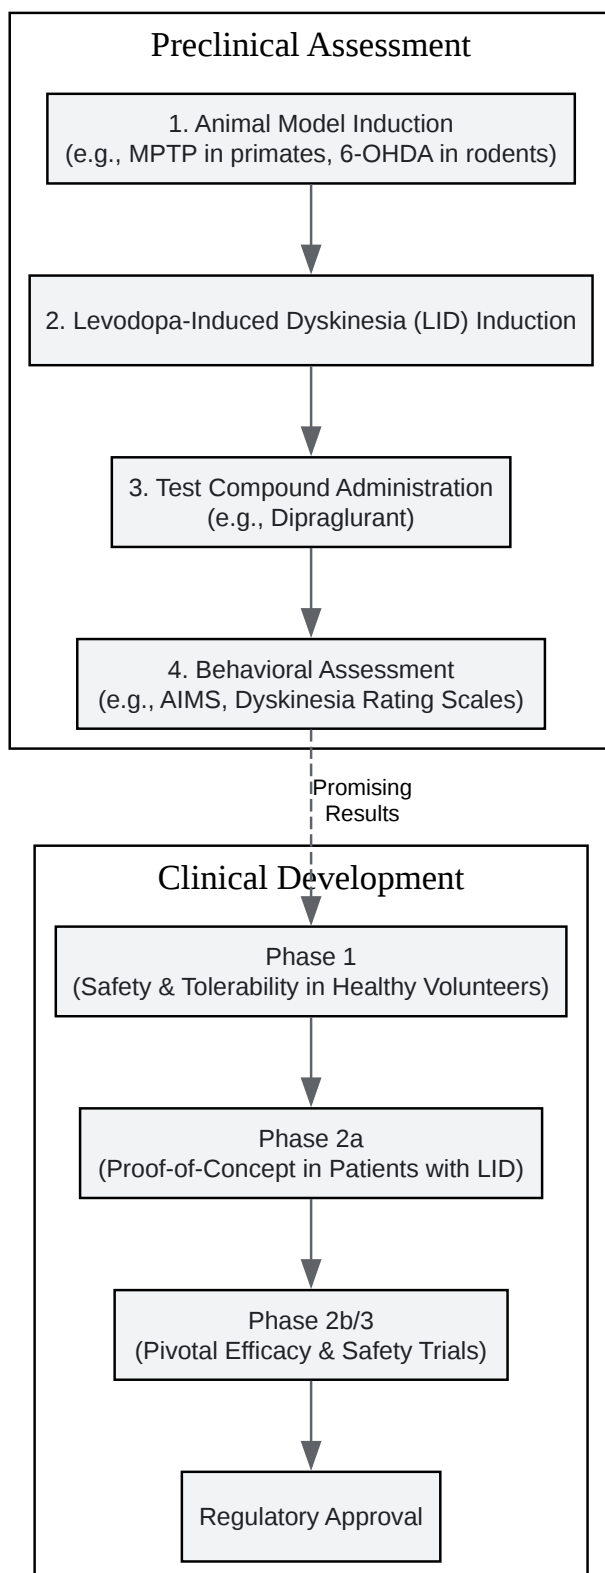 Preclinical Assessment
1. Animal Model Induction
(e.g., MPTP in primates, 6-OHDA in rodents)
2. Levodopa-Induced Dyskinesia (LID) Induction
3. Test Compound Administration
(e.g., Dipraglurant)
4. Behavioral Assessment
(e.g., AIMS, Dyskinesia Rating Scales)
Promising
Results
Clinical Development
Phase 1
(Safety & Tolerability in Healthy Volunteers)
Phase 2a
(Proof-of-Concept in Patients with LID)
Phase 2b/3
(Pivotal Efficacy & Safety Trials)
Regulatory Approval